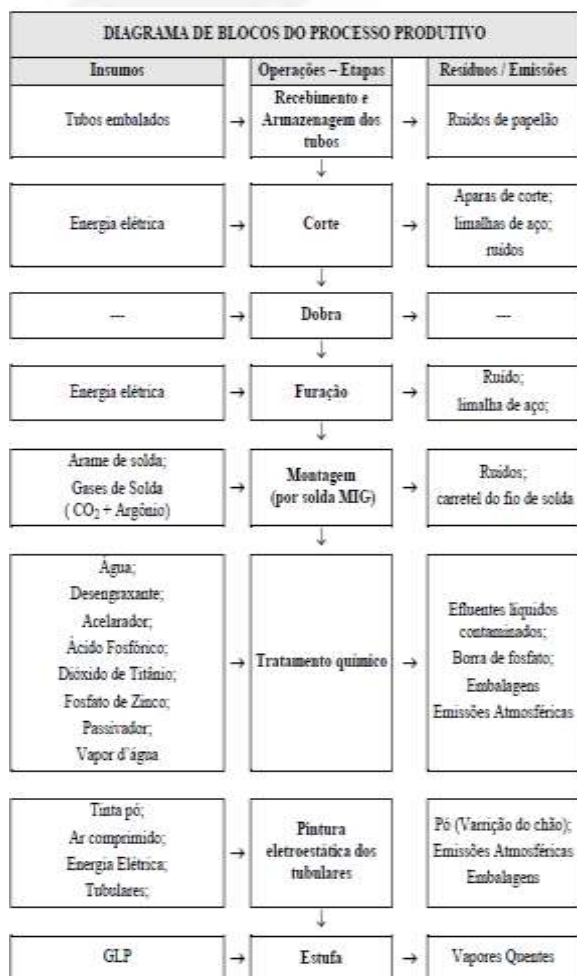 DIAGRAMA DE BLOCOS DO PROCESSO PRODUTIVO
Insumos
Operações – Etapas
Resíduos / Emissões
Tubos embalados
→
Recebimento e
Armazenagem dos
tubos
→
Ruidos de papelão
↓
Energia elétrica
→
Corte
→
Aparas de corte;
limalhas de aço;
ruidos
↓
---
→
Dobra
→
---
↓
Energia elétrica
→
Furação
→
Ruido;
limalha de aço;
↓
Arame de solda;
Gases de Solda
( CO₂ + Argônio)
→
Montagem
(por solda MIG)
→
Ruidos;
carretel do fio de solda
↓
Água;
Desengraxante;
Acelarador;
Ácido Fosfórico;
Dióxido de Titânio;
Fosfato de Zinco;
Passivador;
Vapor d'água
→
Tratamento químico
→
Efluentes líquidos
contaminados;
Borra de fosfato;
Embalagens
Emissões Atmosféricas
Tinta pó;
Ar comprimido;
Energia Elétrica;
Tubulares;
→
Pintura
eletroestática dos
tubulares
→
Pó (Varrição do chão);
Emissões Atmosféricas
Embalagens
↓
GLP
→
Estufa
→
Vapores Quentes